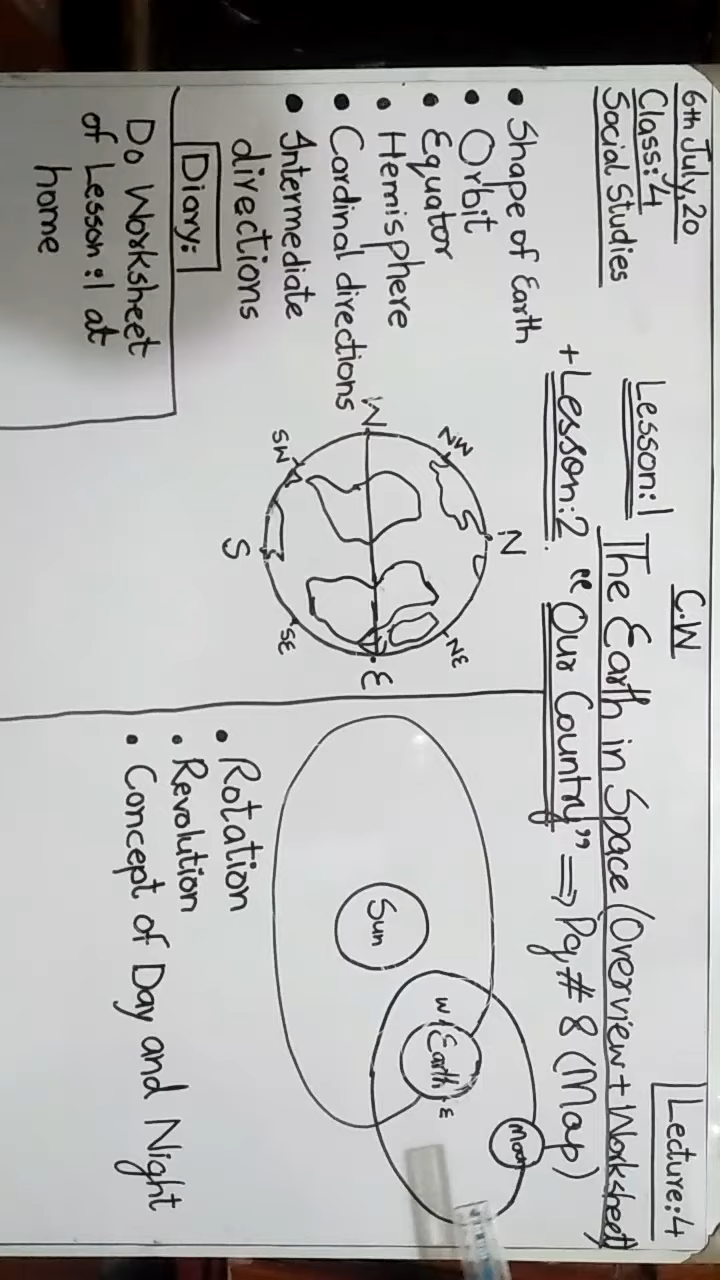 6th July, 20
Class: 4
Social Studies
C.W
Lecture: 4
Lesson: 1 The Earth in Space (Overview + Worksheet)
+ Lesson: 2 "Our Country" => Pg # 8 (Map)
• Shape of Earth
• Orbit
• Equator
• Hemisphere
• Cardinal directions
• Intermediate
directions
Diary:
Do Worksheet
of Lesson: 1 at
home
N
NW
NE
W
E
SW
SE
S
Sun
W Earth E
Moon
• Rotation
• Revolution
• Concept of Day and Night